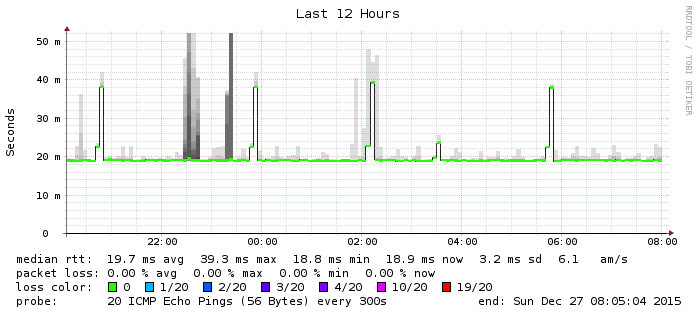 Last 12 Hours
RRDTOOL / TOBI OETIKER
Seconds
50 m
40 m
30 m
20 m
10 m
0
22:00 00:00 02:00 04:00 06:00 08:00
median rtt: 19.7 ms avg 39.3 ms max 18.8 ms min 18.9 ms now 3.2 ms sd 6.1 am/s
packet loss: 0.00 % avg 0.00 % max 0.00 % min 0.00 % now
loss color: 0 1/20 2/20 3/20 4/20 10/20 19/20
probe: 20 ICMP Echo Pings (56 Bytes) every 300s end: Sun Dec 27 08:05:04 2015